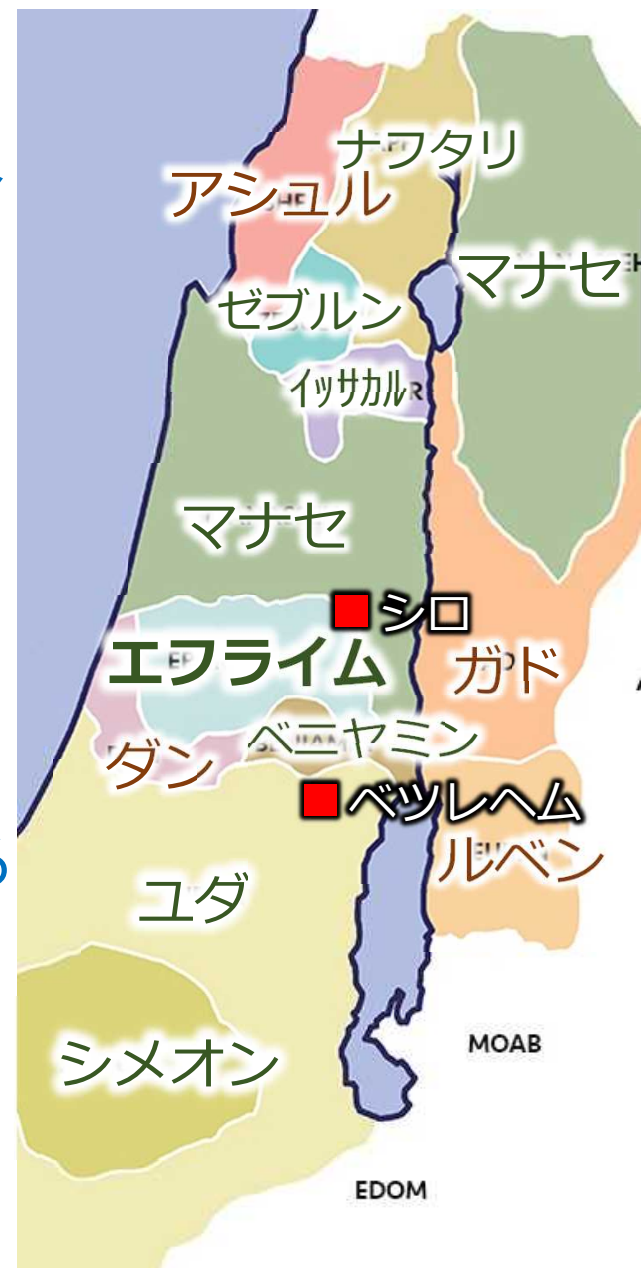 ナフタリ
アシュル
マナセ
ゼブルン
ｲｯｻｶﾙ
マナセ
シロ
エフライム
ガド
ベニヤミン
ダン
ベツレヘム
ルベン
ユダ
シメオン
MOAB
EDOM